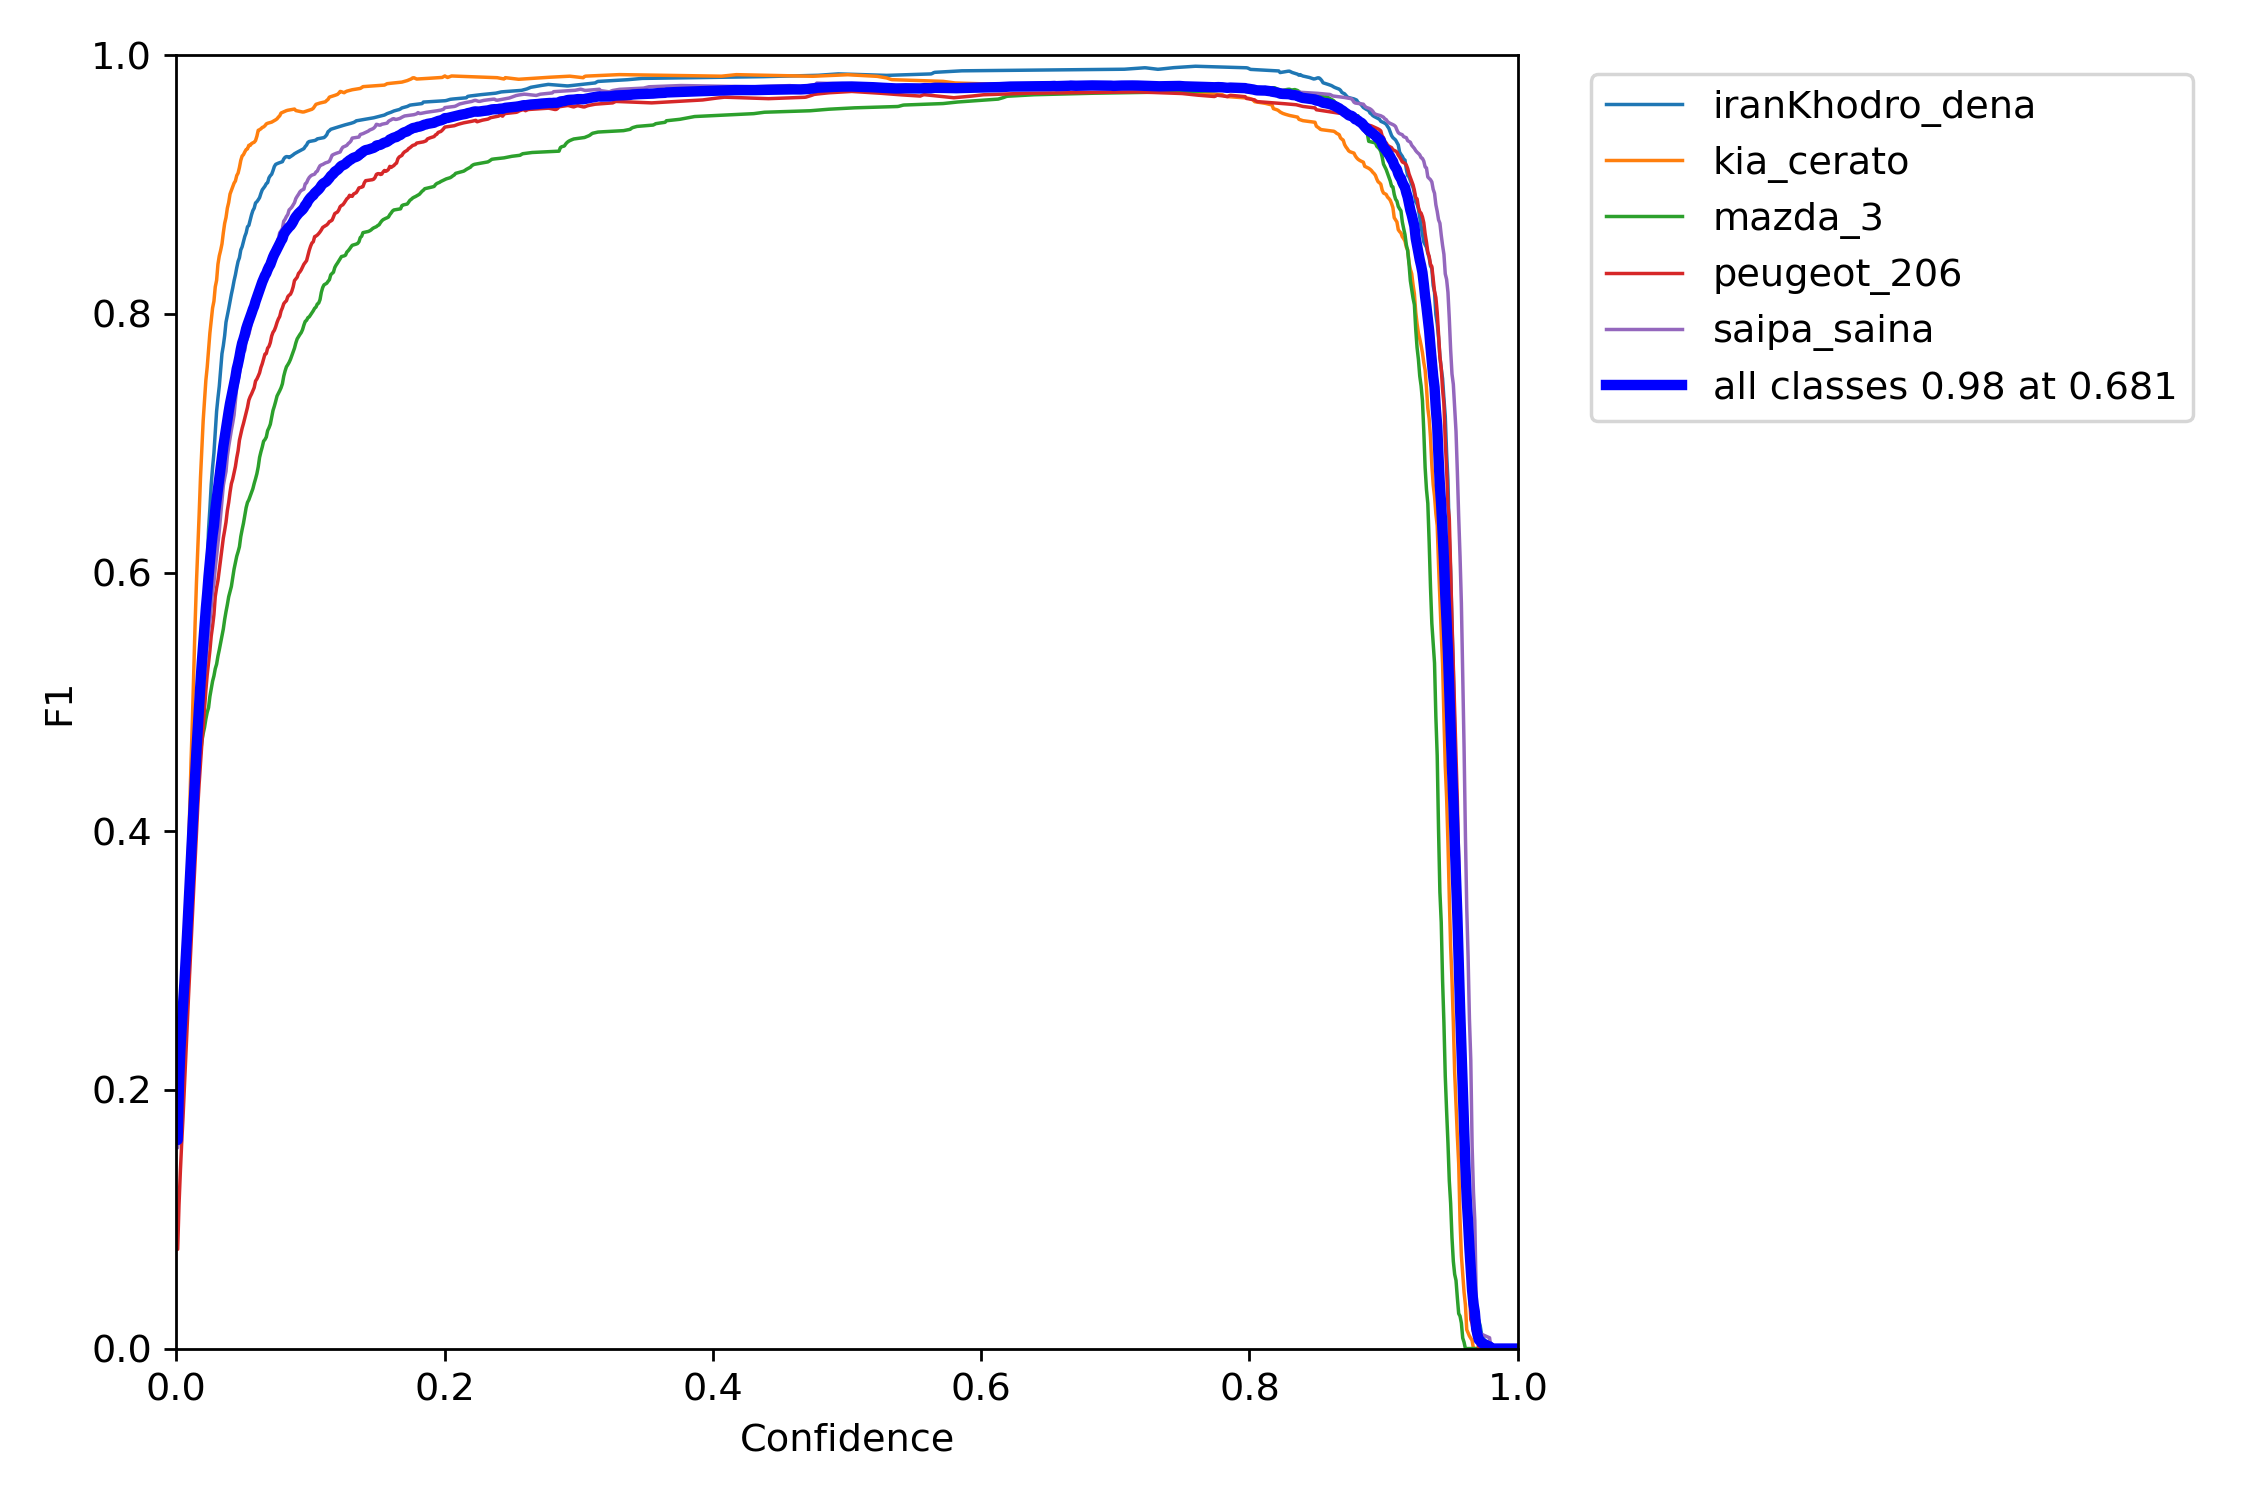 1.0
0.8
0.6
0.4
0.2
0.0
F1
0.0 0.2 0.4 0.6 0.8 1.0
Confidence
iranKhodro_dena
kia_cerato
mazda_3
peugeot_206
saipa_saina
all classes 0.98 at 0.681